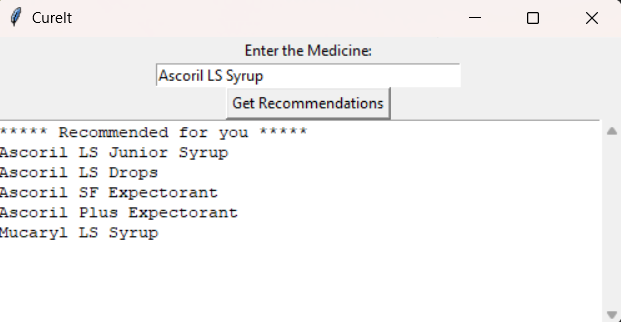 CureIt
Enter the Medicine:
Ascoril LS Syrup
Get Recommendations
***** Recommended for you *****
Ascoril LS Junior Syrup
Ascoril LS Drops
Ascoril SF Expectorant
Ascoril Plus Expectorant
Mucaryl LS Syrup